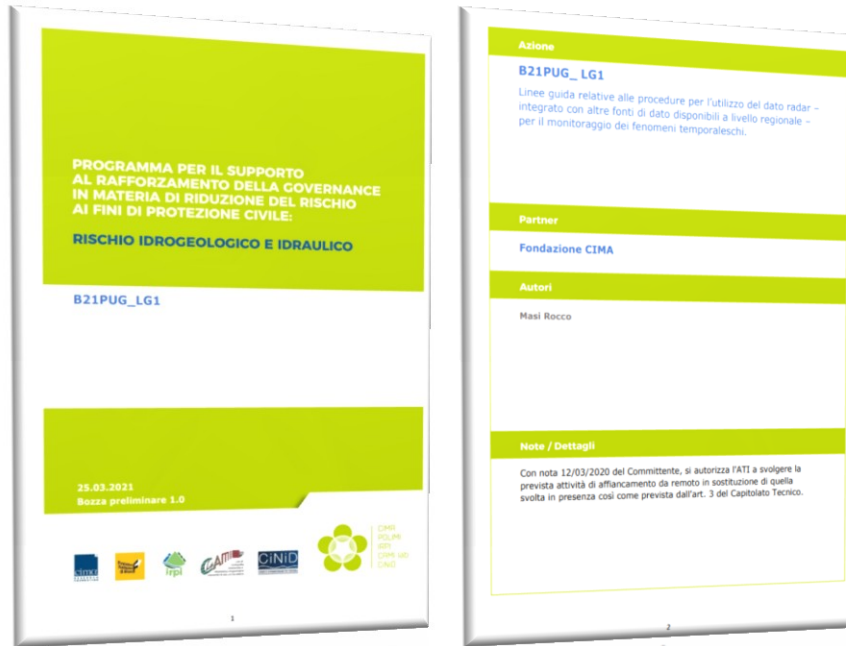 PROGRAMMA PER IL SUPPORTO
AL RAFFORZAMENTO DELLA GOVERNANCE
IN MATERIA DI RIDUZIONE DEL RISCHIO
AI FINI DI PROTEZIONE CIVILE:
RISCHIO IDROGEOLOGICO E IDRAULICO
B21PUG_LG1
25.03.2021
Bozza preliminare 1.0
cima
irpi
CINID
CIMA
POLIMI
1
Azione
B21PUG_ LG1
Linee guida relative alle procedure per l'utilizzo del dato radar –
integrato con altre fonti di dato disponibili a livello regionale –
per il monitoraggio dei fenomeni temporaleschi.
Partner
Fondazione CIMA
Autori
Masi Rocco
Note / Dettagli
Con nota 12/03/2020 del Committente, si autorizza l'ATI a svolgere la
prevista attività di affiancamento da remoto in sostituzione di quella
svolta in presenza così come prevista dall'art. 3 del Capitolato Tecnico.
2